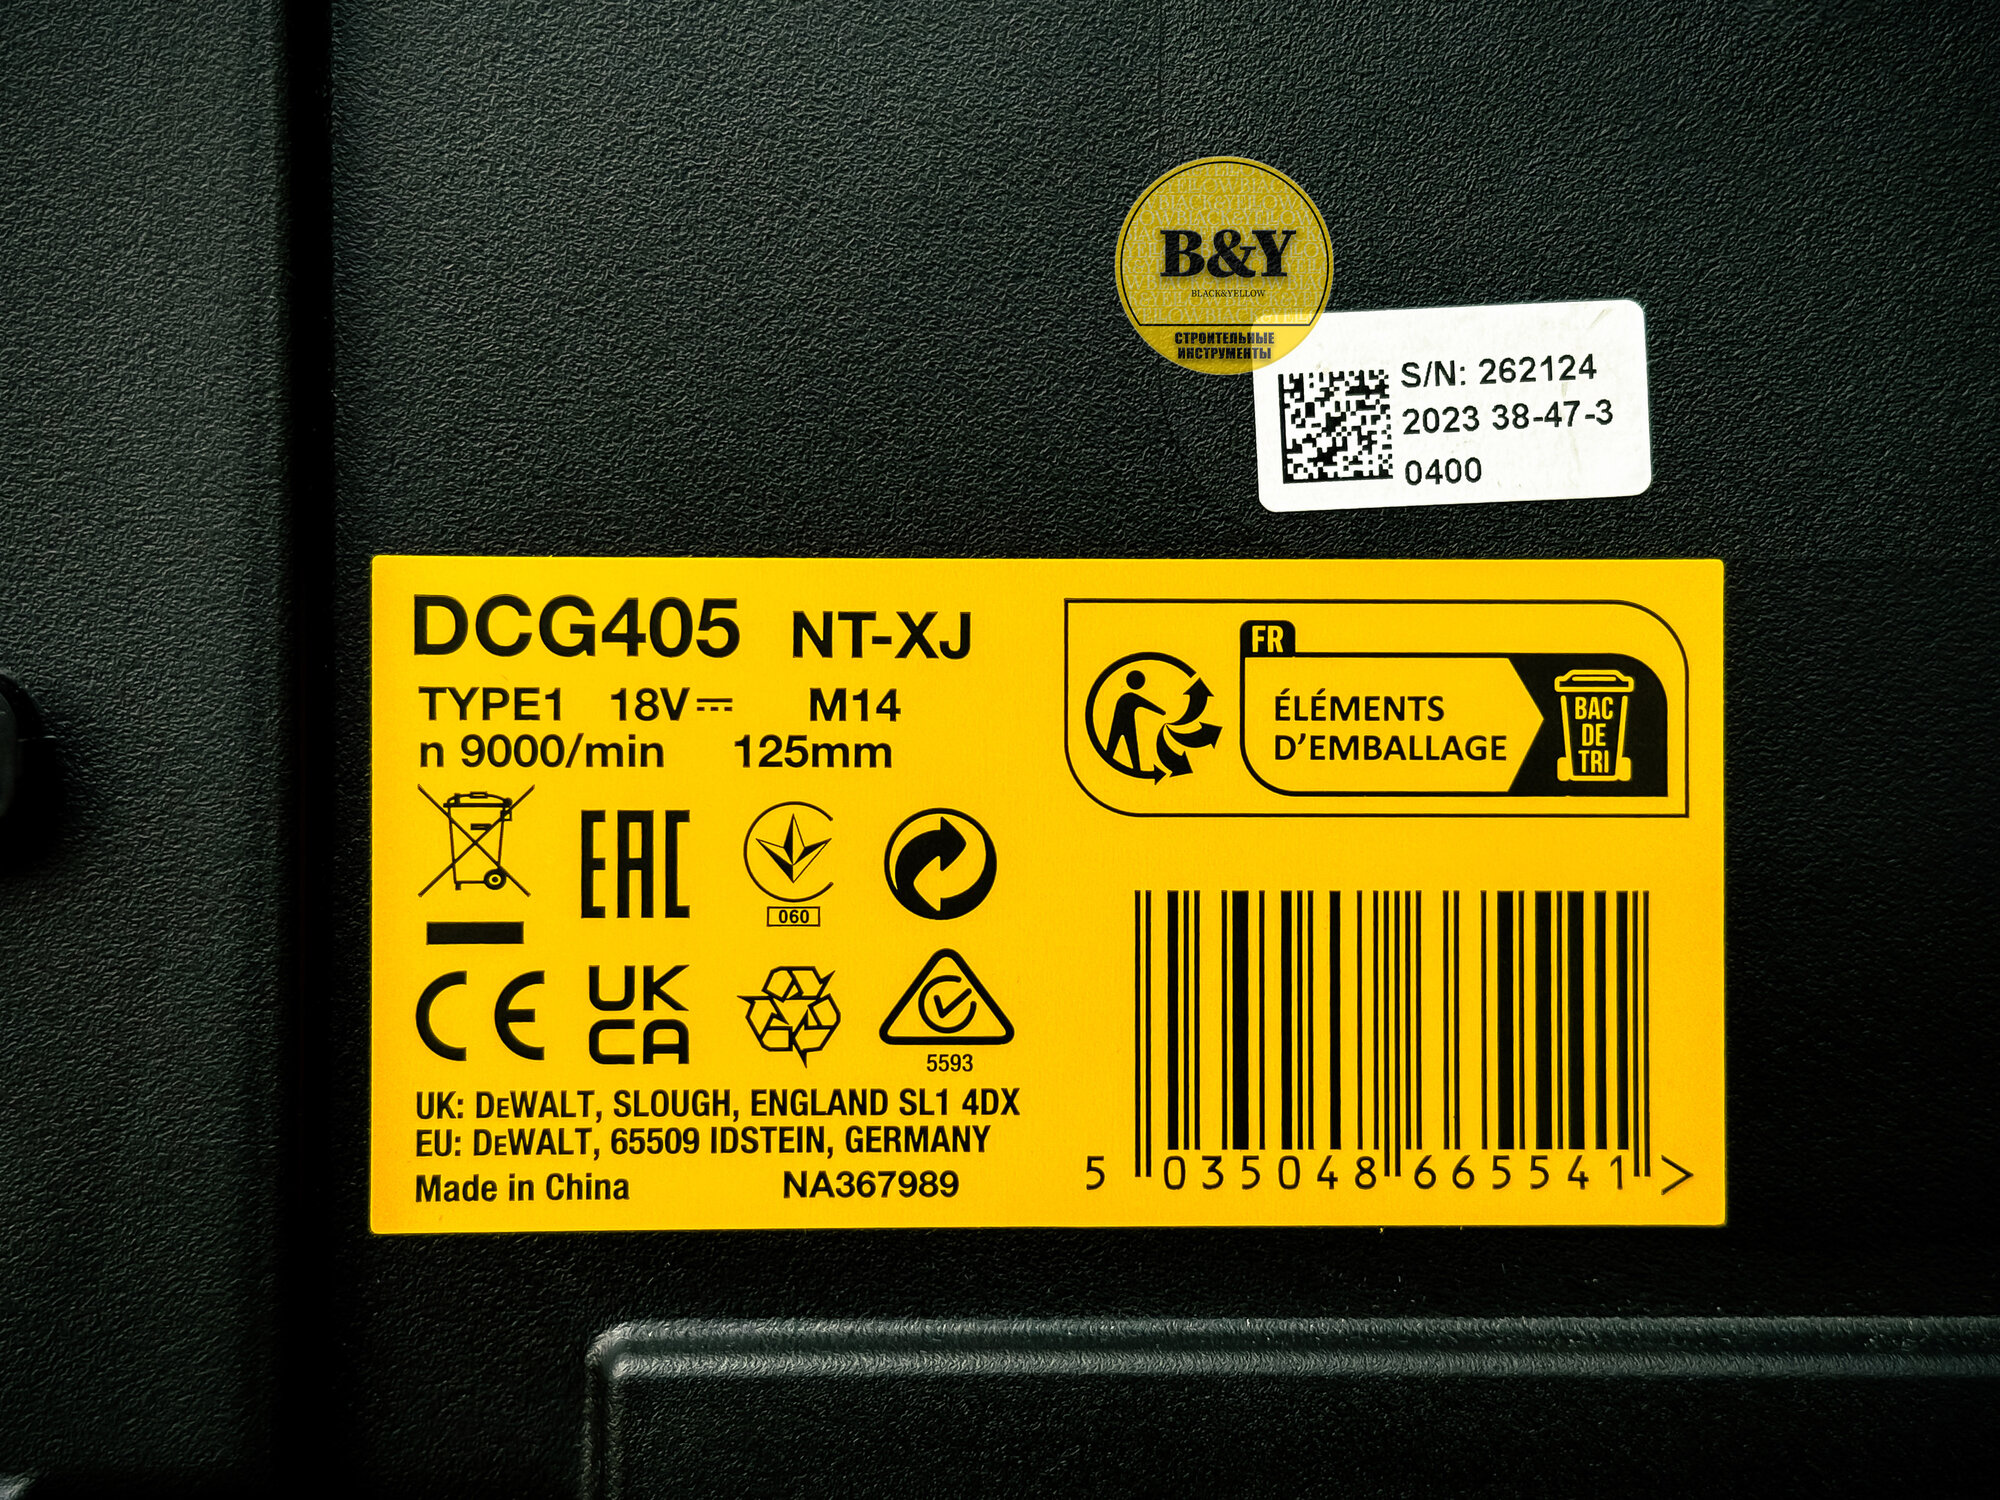 B&Y
BLACK&YELLOW
СТРОИТЕЛЬНЫЕ
ИНСТРУМЕНТЫ
S/N: 262124
2023 38-47-3
0400
DCG405 NT-XJ
TYPE1 18V⎓ M14
n 9000/min 125mm
EAC
060
CE
UK
CA
5593
UK: DEWALT, SLOUGH, ENGLAND SL1 4DX
EU: DEWALT, 65509 IDSTEIN, GERMANY
Made in China NA367989
FR
ÉLÉMENTS
D’EMBALLAGE
BAC
DE
TRI
5 035048 665541 >